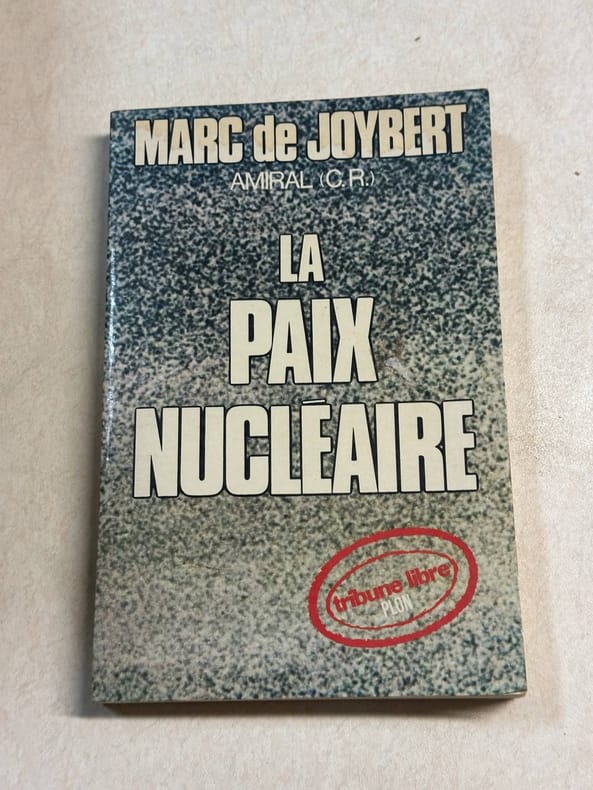 MARC de JOYBERT
AMIRAL (C.R.)
LA
PAIX
NUCLÉAIRE
tribune libre
PLON